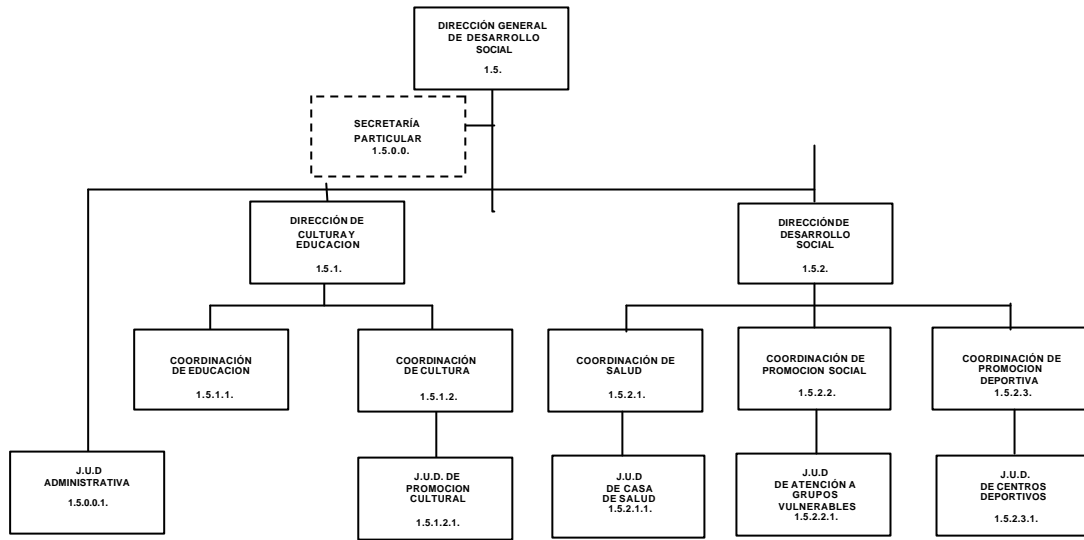 DIRECCIÓN GENERAL
DE DESARROLLO
SOCIAL
1.5.
SECRETARÍA
PARTICULAR
1.5.0.0.
DIRECCIÓN DE
CULTURA Y
EDUCACION
1.5.1.
DIRECCIÓN DE
DESARROLLO
SOCIAL
1.5.2.
COORDINACIÓN
DE EDUCACION
1.5.1.1.
COORDINACIÓN
DE CULTURA
1.5.1.2.
COORDINACIÓN DE
SALUD
1.5.2.1.
COORDINACIÓN DE
PROMOCION SOCIAL
1.5.2.2.
COORDINACIÓN DE
PROMOCION
DEPORTIVA
1.5.2.3.
J.U.D
ADMINISTRATIVA
1.5.0.0.1.
J.U.D. DE
PROMOCION
CULTURAL
1.5.1.2.1.
J.U.D
DE CASA
DE SALUD
1.5.2.1.1.
J.U.D
DE ATENCIÓN A
GRUPOS
VULNERABLES
1.5.2.2.1.
J.U.D.
DE CENTROS
DEPORTIVOS
1.5.2.3.1.